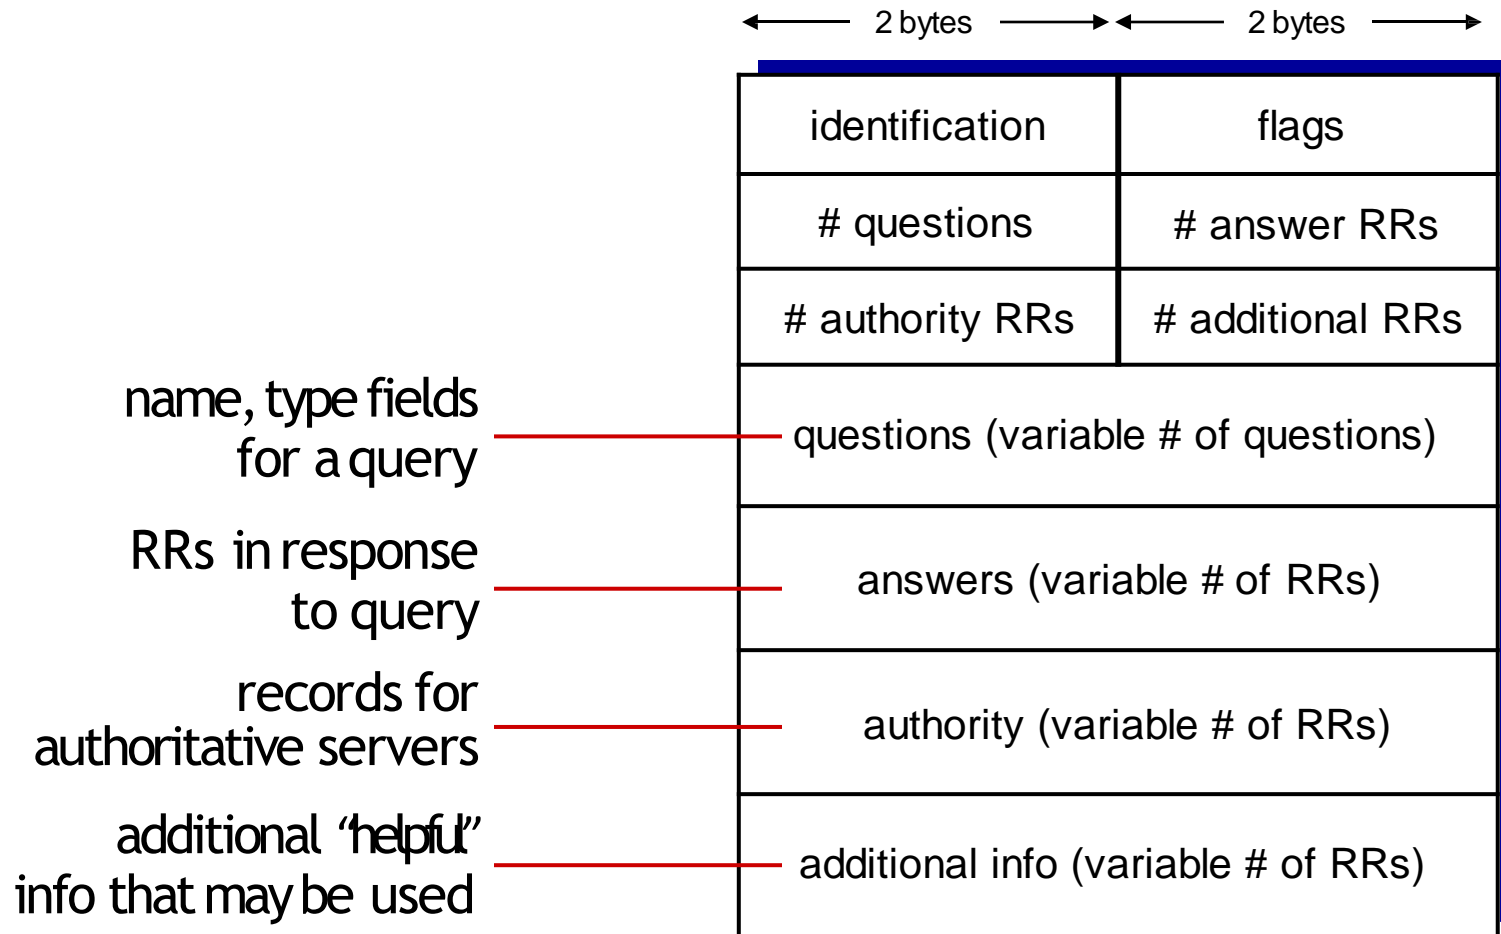 2 bytes 2 bytes
identification flags
# questions # answer RRs
# authority RRs # additional RRs
name, type fields
for a query
questions (variable # of questions)
RRs in response
to query
answers (variable # of RRs)
records for
authoritative servers
authority (variable # of RRs)
additional “helpful”
info that may be used
additional info (variable # of RRs)